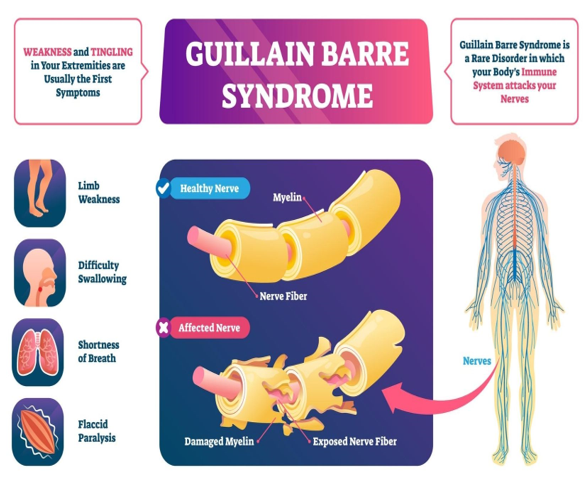 WEAKNESS and TINGLING
in Your Extremities are
Usually the First
Symptoms
GUILLAIN BARRE
SYNDROME
Guillain Barre Syndrome is
a Rare Disorder in which
your Body's Immune
System attacks your
Nerves
Limb
Weakness
Difficulty
Swallowing
Shortness
of Breath
Flaccid
Paralysis
Healthy Nerve
Myelin
Nerve Fiber
Affected Nerve
Damaged Myelin
Exposed Nerve Fiber
Nerves